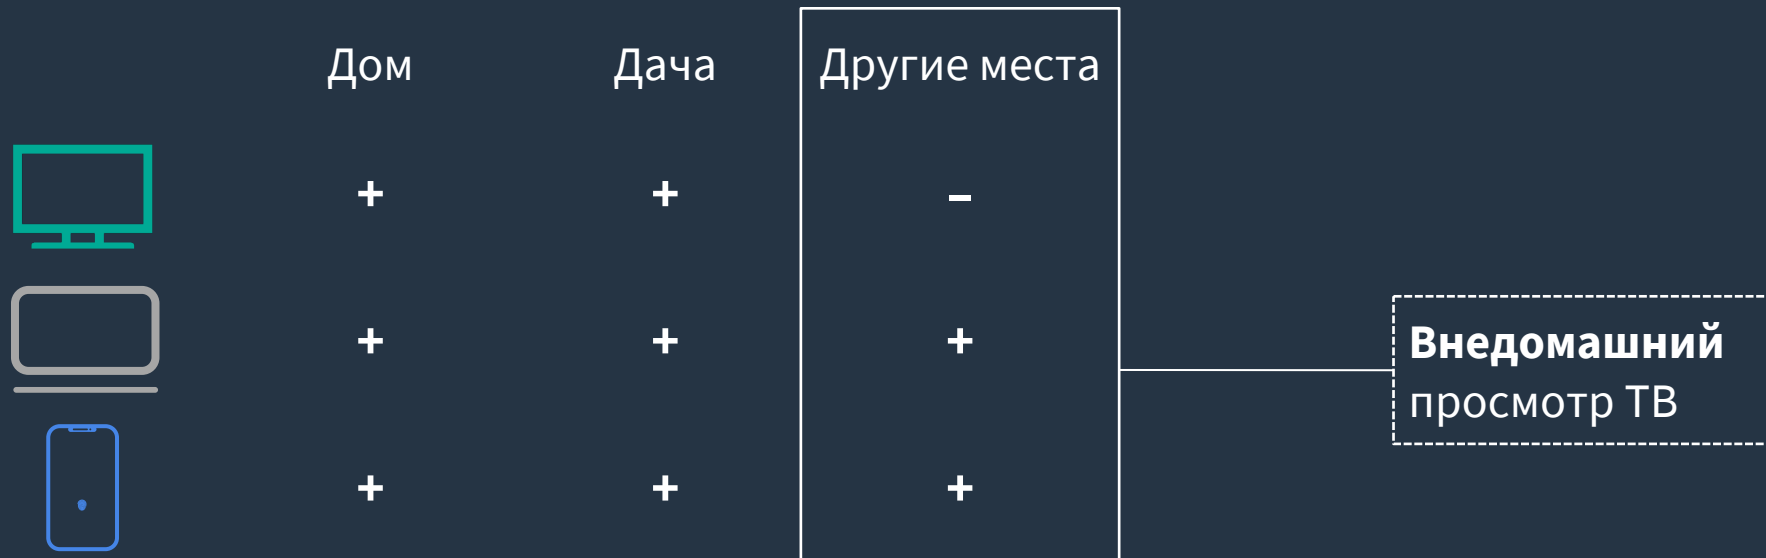 Дом Дача Другие места
+ + –
+ + +
Внедомашний
просмотр ТВ
+ + +